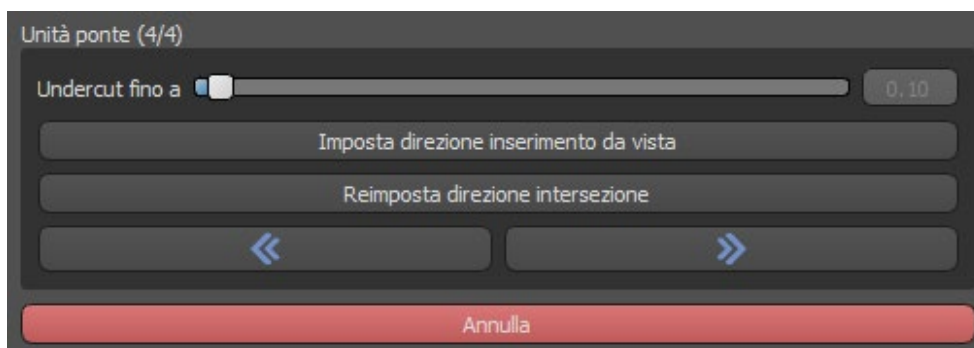 Unità ponte (4/4)
Undercut fino a 0.10
Imposta direzione inserimento da vista
Reimposta direzione intersezione
Annulla